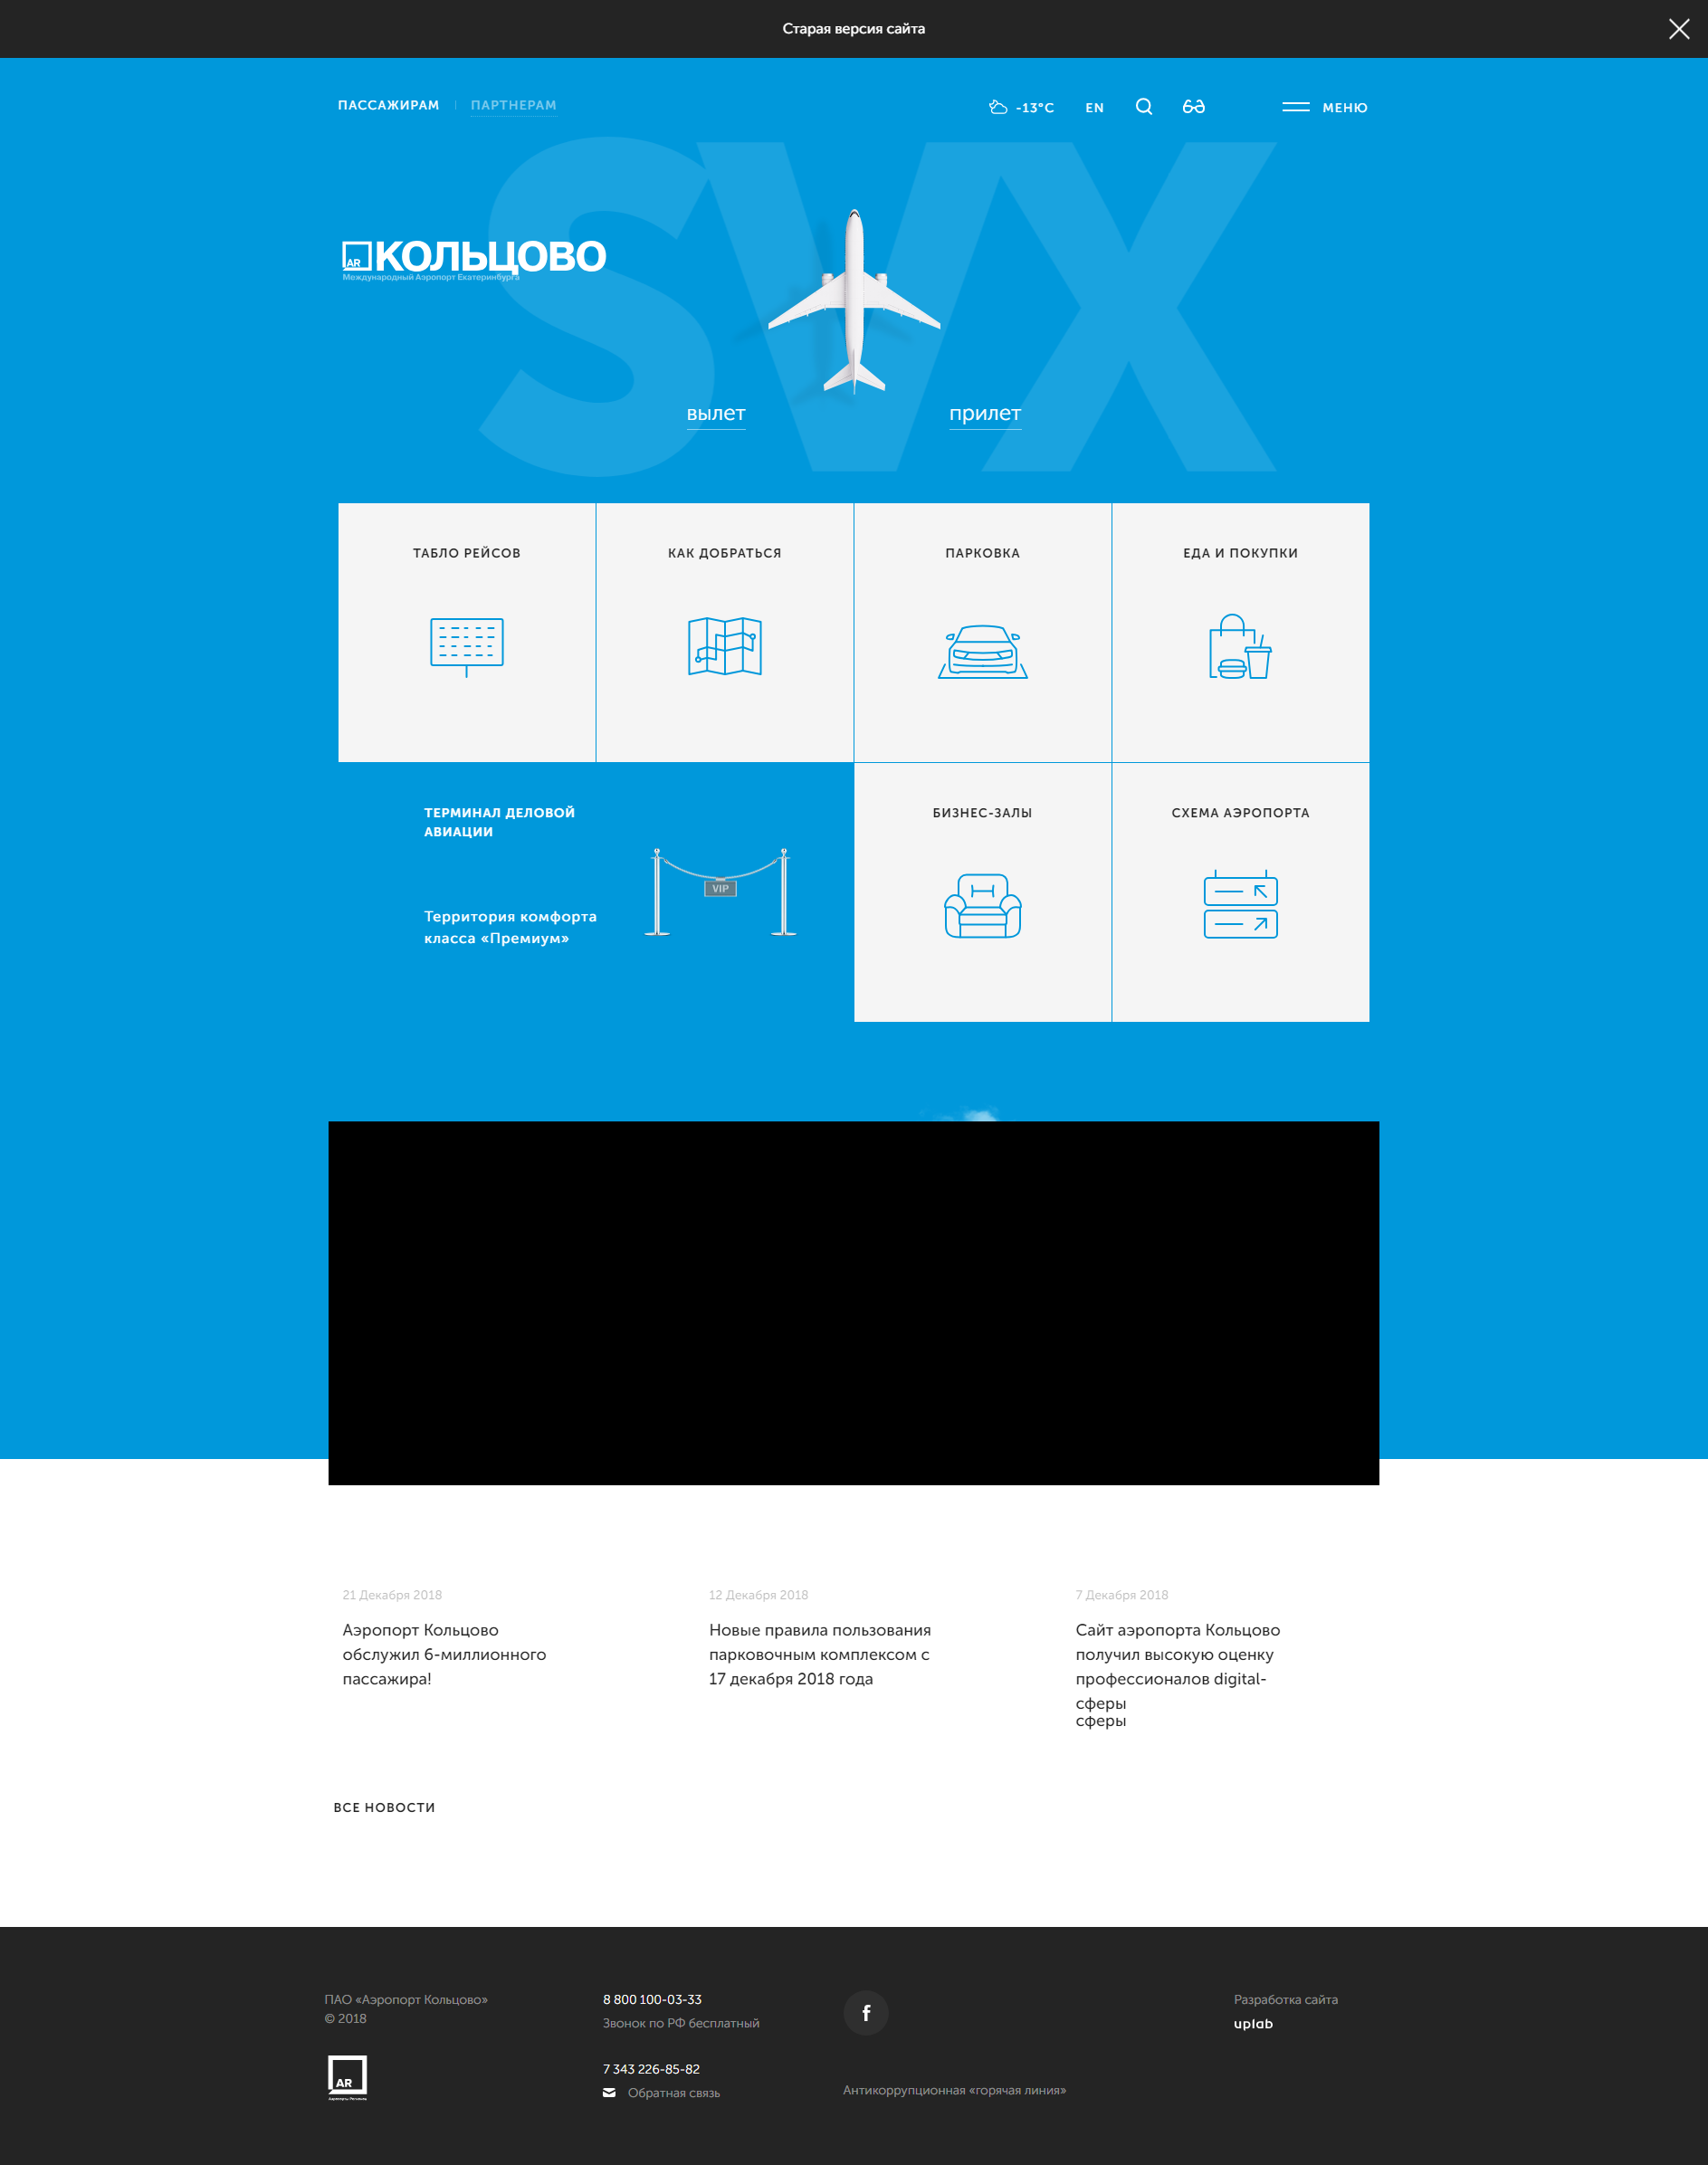 Старая версия сайта
ПАССАЖИРАМ
ПАРТНЕРАМ
-13°C
EN
МЕНЮ
SVX
AR КОЛЬЦОВО
Международный Аэропорт Екатеринбурга
вылет
прилет
ТАБЛО РЕЙСОВ
КАК ДОБРАТЬСЯ
ПАРКОВКА
ЕДА И ПОКУПКИ
ТЕРМИНАЛ ДЕЛОВОЙ
АВИАЦИИ
VIP
Территория комфорта
класса «Премиум»
БИЗНЕС-ЗАЛЫ
СХЕМА АЭРОПОРТА
21 Декабря 2018
Аэропорт Кольцово
обслужил 6-миллионного
пассажира!
12 Декабря 2018
Новые правила пользования
парковочным комплексом с
17 декабря 2018 года
7 Декабря 2018
Сайт аэропорта Кольцово
получил высокую оценку
профессионалов digital-
сферы
сферы
ВСЕ НОВОСТИ
ПАО «Аэропорт Кольцово»
© 2018
AR
Аэропорты Регионов
8 800 100-03-33
Звонок по РФ бесплатный
7 343 226-85-82
Обратная связь
f
Антикоррупционная «горячая линия»
Разработка сайта
uplab